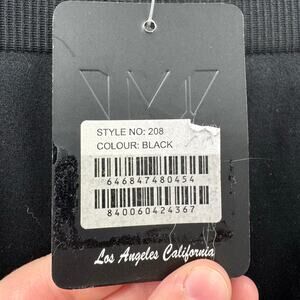 STYLE NO: 208
COLOUR: BLACK
646847480454
840060424367
Los Angeles California